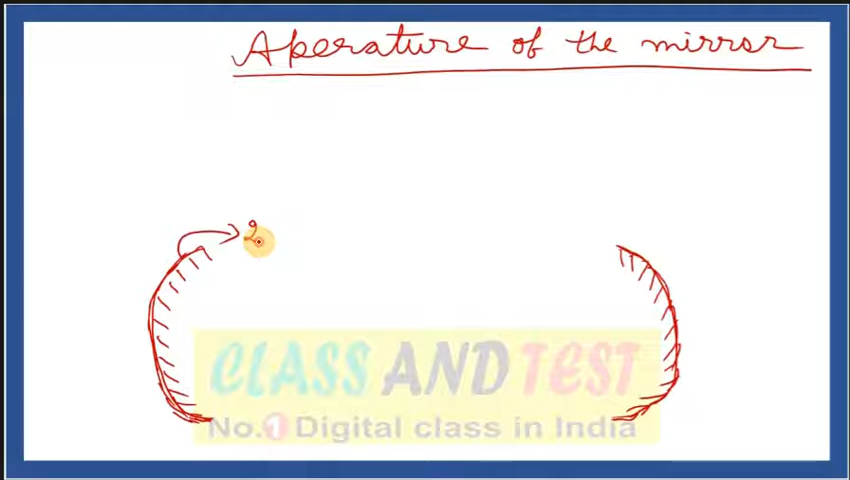 Aperature of the mirror
CLASS AND TEST
No.1 Digital class in India